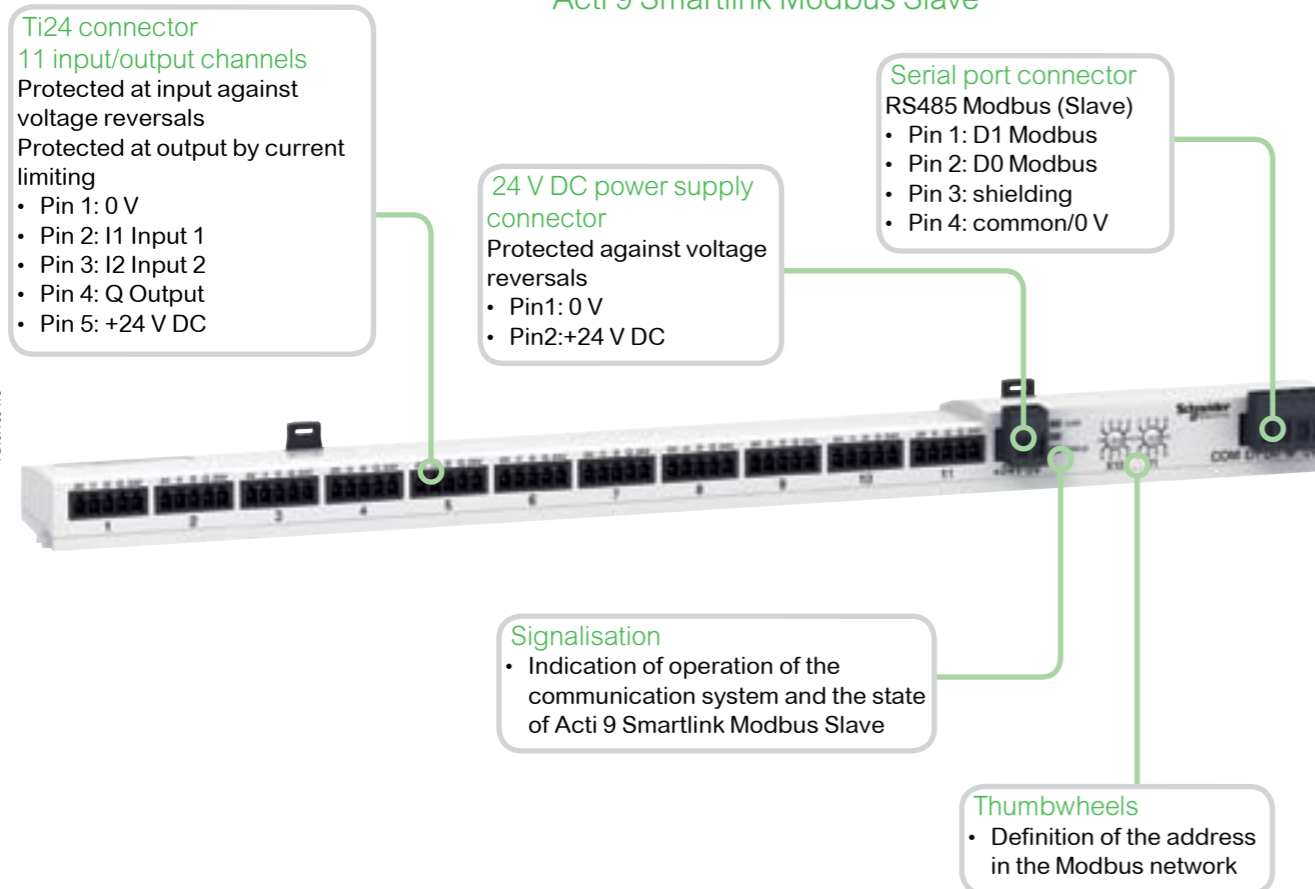 Acti 9 Smartlink Modbus Slave
Ti24 connector
11 input/output channels
Protected at input against
voltage reversals
Protected at output by current
limiting
• Pin 1: 0 V
• Pin 2: I1 Input 1
• Pin 3: I2 Input 2
• Pin 4: Q Output
• Pin 5: +24 V DC
24 V DC power supply
connector
Protected against voltage
reversals
• Pin1: 0 V
• Pin2:+24 V DC
Serial port connector
RS485 Modbus (Slave)
• Pin 1: D1 Modbus
• Pin 2: D0 Modbus
• Pin 3: shielding
• Pin 4: common/0 V
Schneider
COM
1
2
3
4
5
6
7
8
9
10
11
Signalisation
• Indication of operation of the
communication system and the state
of Acti 9 Smartlink Modbus Slave
Thumbwheels
• Definition of the address
in the Modbus network